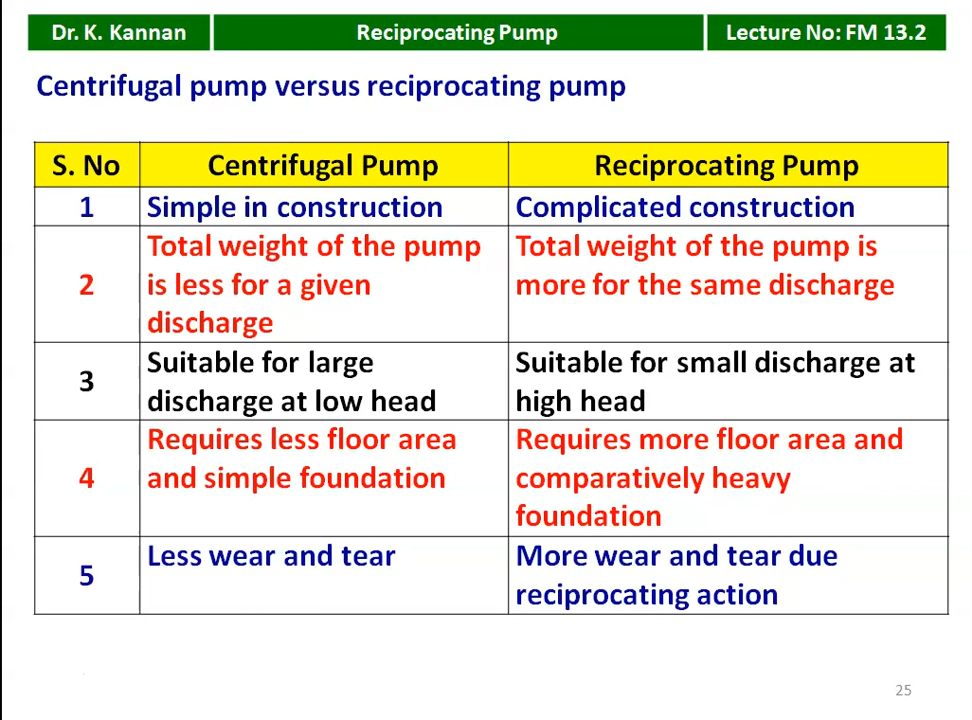 Dr. K. Kannan
Reciprocating Pump
Lecture No: FM 13.2
Centrifugal pump versus reciprocating pump
S. No
Centrifugal Pump
Reciprocating Pump
1
Simple in construction
Complicated construction
2
Total weight of the pump
is less for a given
discharge
Total weight of the pump is
more for the same discharge
3
Suitable for large
discharge at low head
Suitable for small discharge at
high head
4
Requires less floor area
and simple foundation
Requires more floor area and
comparatively heavy
foundation
5
Less wear and tear
More wear and tear due
reciprocating action
25